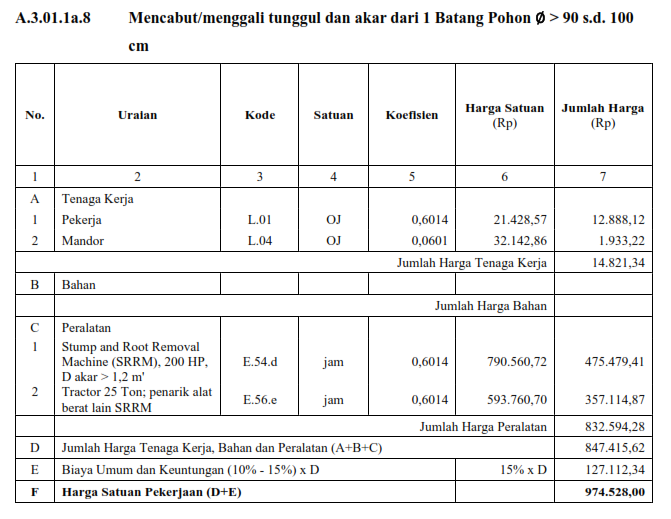 A.3.01.1a.8 Mencabut/menggali tunggul dan akar dari 1 Batang Pohon Ø > 90 s.d. 100
cm
No. Uraian Kode Satuan Koefisien Harga Satuan (Rp) Jumlah Harga (Rp)
1 2 3 4 5 6 7
A Tenaga Kerja
1 Pekerja L.01 OJ 0,6014 21.428,57 12.888,12
2 Mandor L.04 OJ 0,0601 32.142,86 1.933,22
Jumlah Harga Tenaga Kerja 14.821,34
B Bahan
Jumlah Harga Bahan
C Peralatan
1 Stump and Root Removal
Machine (SRRM), 200 HP, E.54.d jam 0,6014 790.560,72 475.479,41
D akar > 1,2 m'
2 Tractor 25 Ton; penarik alat
berat lain SRRM E.56.e jam 0,6014 593.760,70 357.114,87
Jumlah Harga Peralatan 832.594,28
D Jumlah Harga Tenaga Kerja, Bahan dan Peralatan (A+B+C) 847.415,62
E Biaya Umum dan Keuntungan (10% - 15%) x D 15% x D 127.112,34
F Harga Satuan Pekerjaan (D+E) 974.528,00